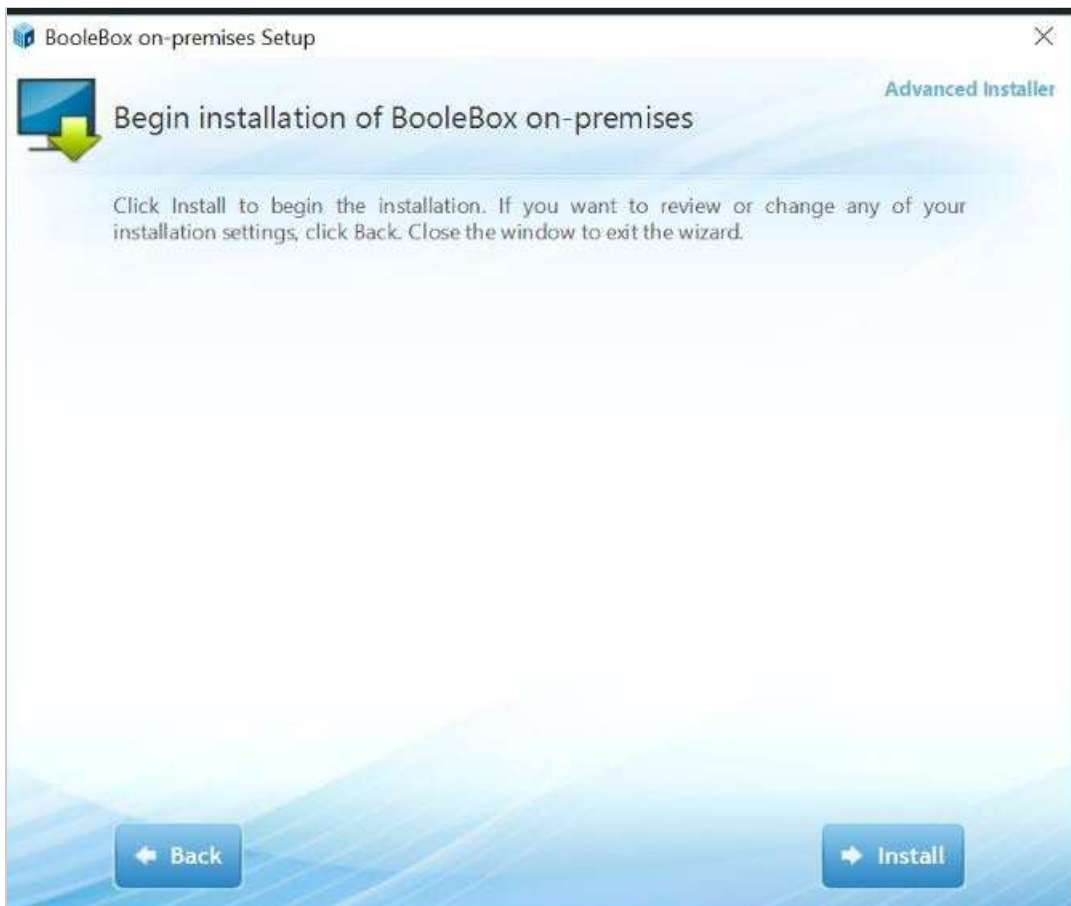 BooleBox on-premises Setup
Advanced Installer
Begin installation of BooleBox on-premises
Click Install to begin the installation. If you want to review or change any of your
installation settings, click Back. Close the window to exit the wizard.
Back
Install